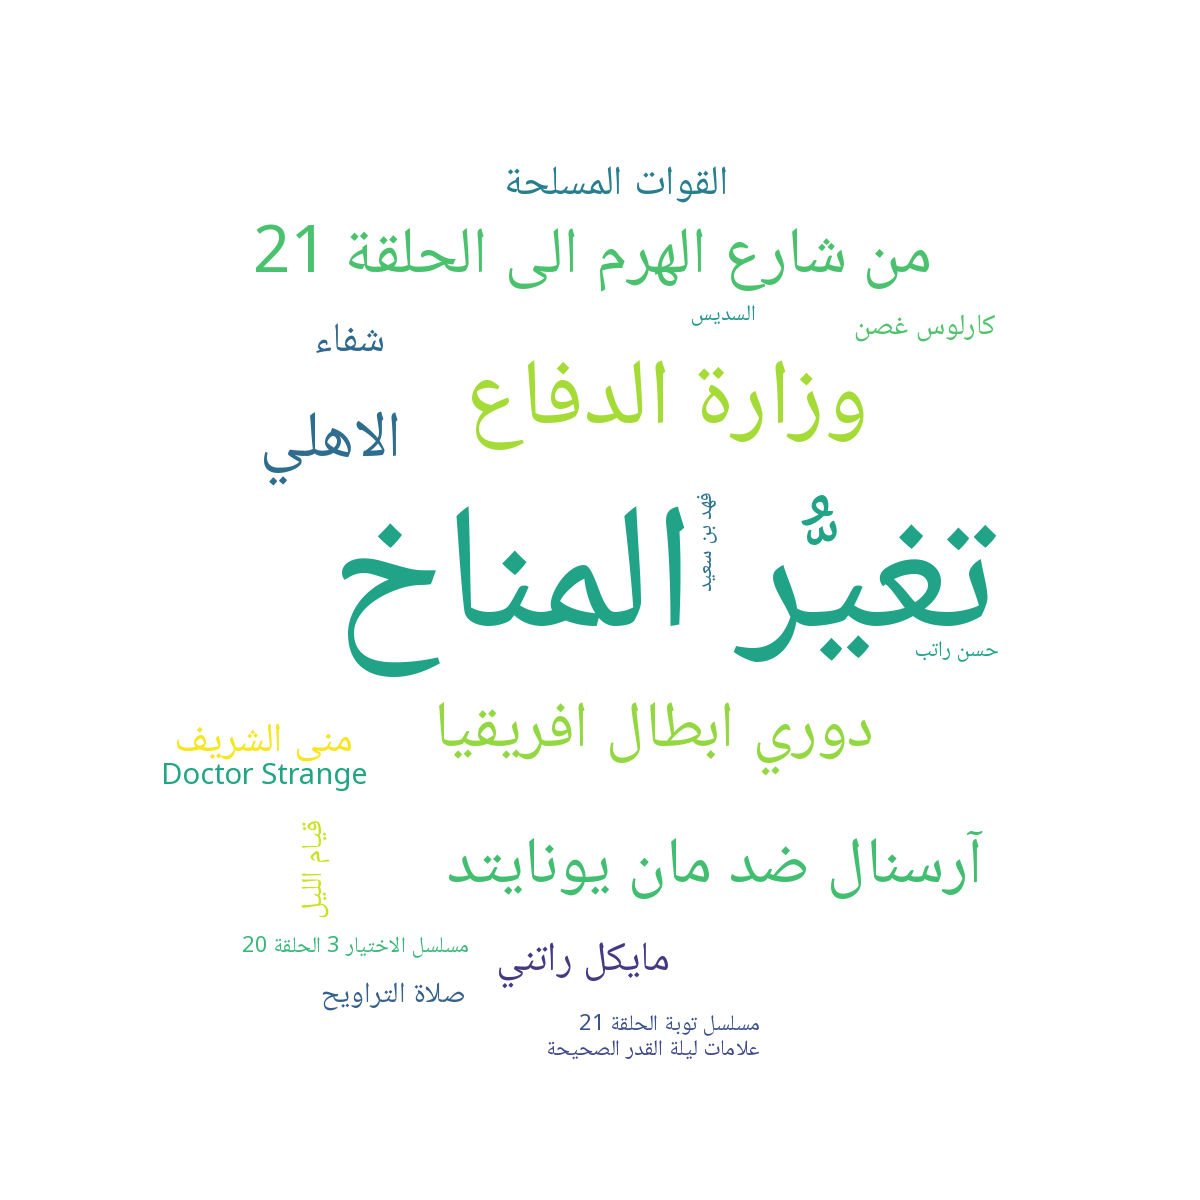 القوات المسلحة
من شارع الهرم الى الحلقة 21
السديس
كارلوس غصن
شفاء
وزارة الدفاع
الاهلي
فهد بن سعيد
تغيُّر المناخ
حسن راتب
دوري ابطال افريقيا
منى الشريف
Doctor Strange
قيام الليل
آرسنال ضد مان يونايتد
مسلسل الاختيار 3 الحلقة 20
مايكل راتني
صلاة التراويح
مسلسل توبة الحلقة 21
علامات ليلة القدر الصحيحة